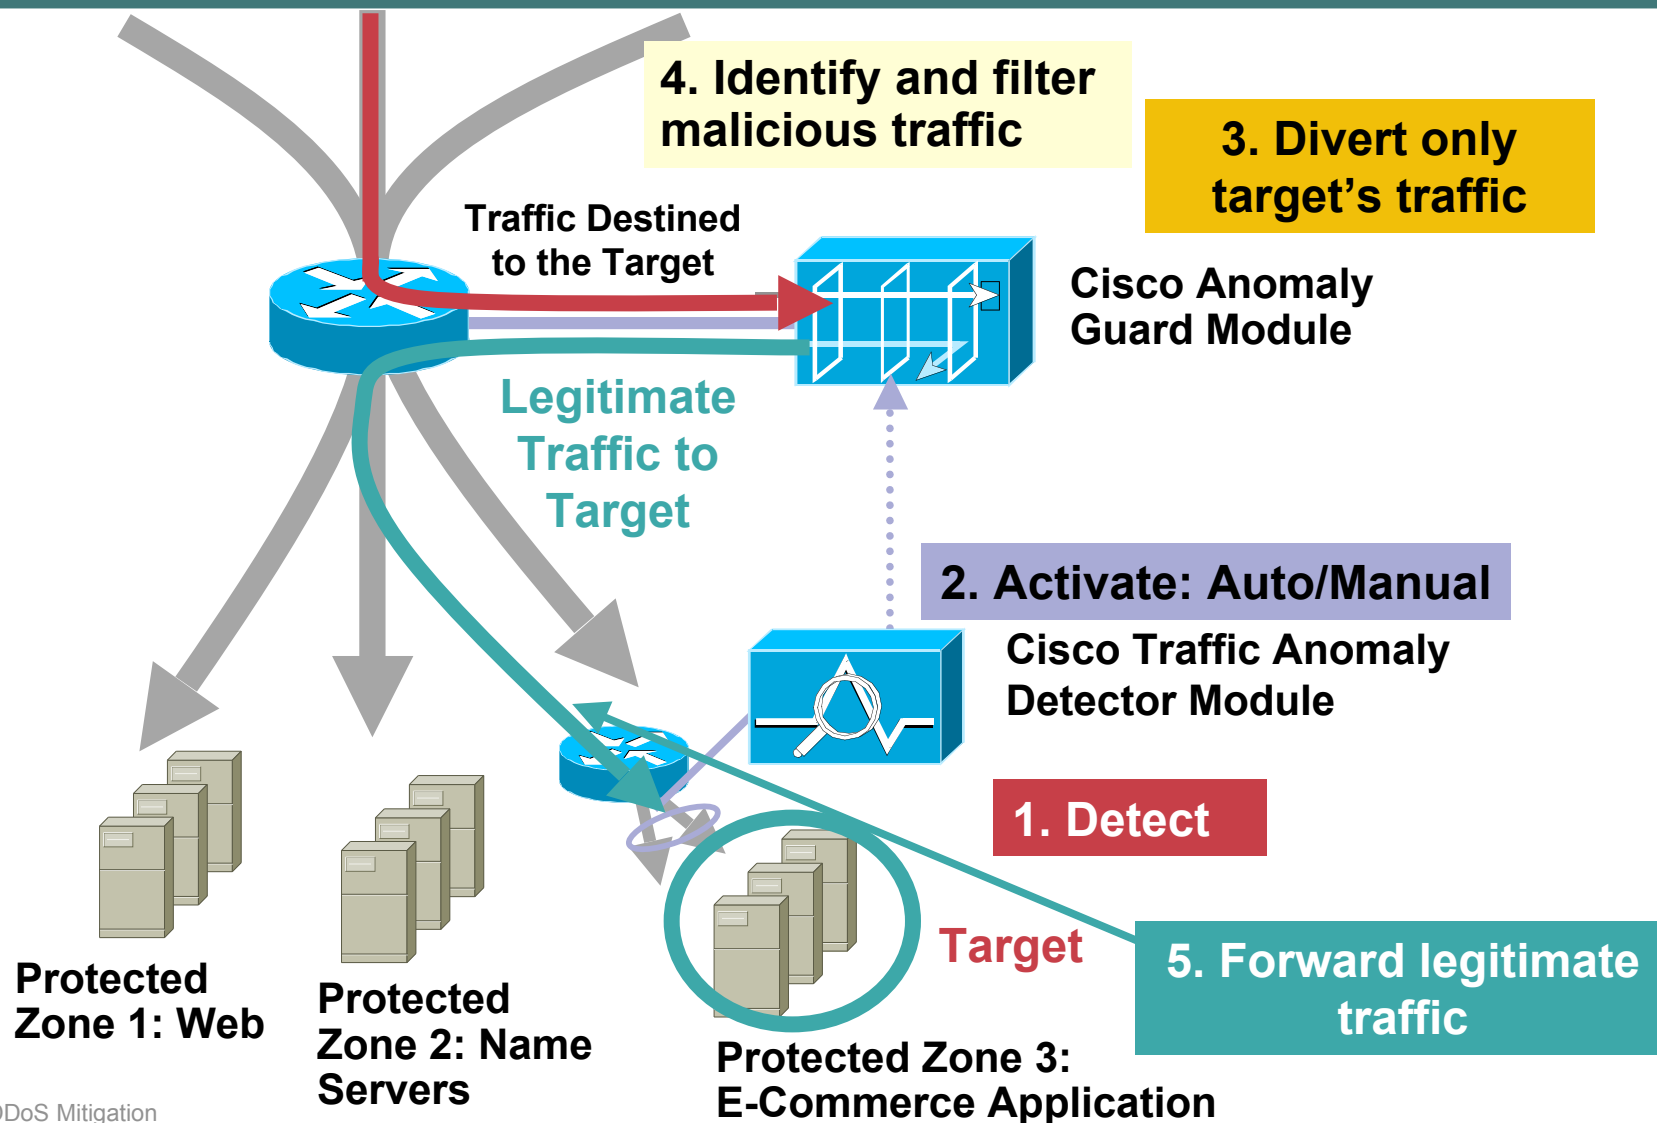 4. Identify and filter
malicious traffic
3. Divert only
target's traffic
Traffic Destined
to the Target
Cisco Anomaly
Guard Module
Legitimate
Traffic to
Target
2. Activate: Auto/Manual
Cisco Traffic Anomaly
Detector Module
1. Detect
Target
5. Forward legitimate
traffic
Protected
Zone 1: Web
Protected
Zone 2: Name
Servers
Protected Zone 3:
E-Commerce Application
DDoS Mitigation